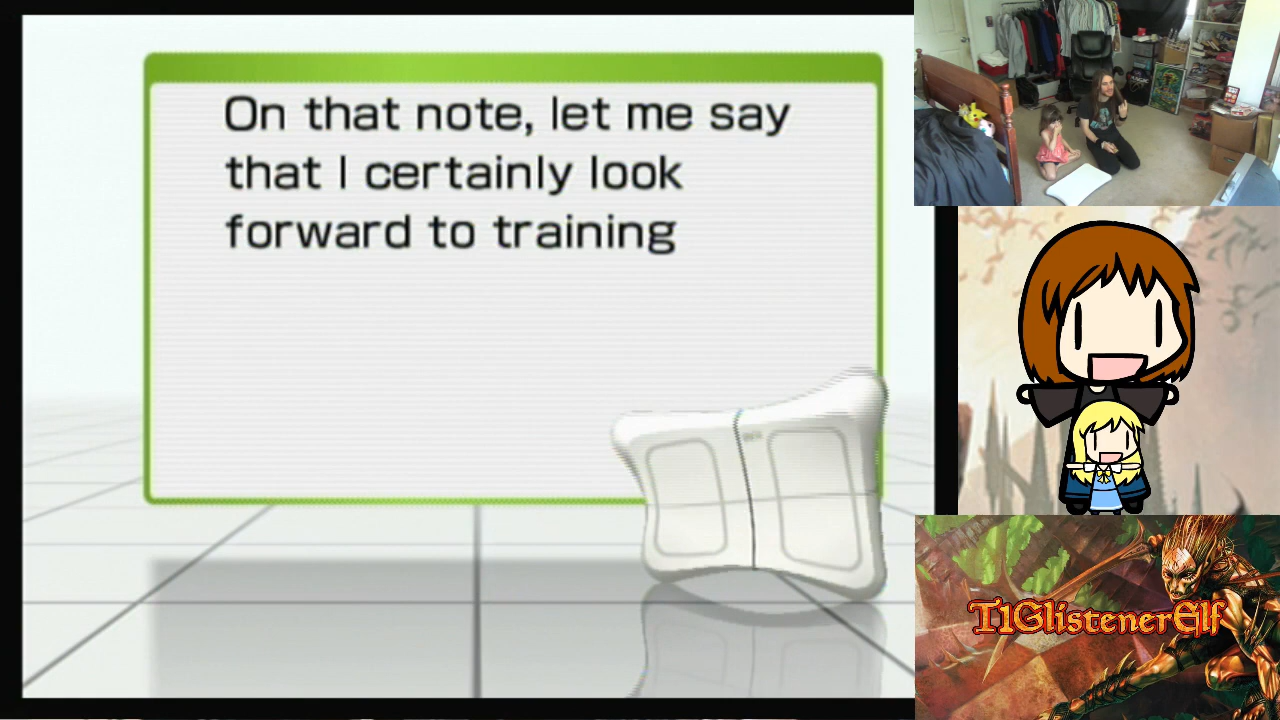 On that note, let me say
that I certainly look
forward to training
T1GlistenerElf